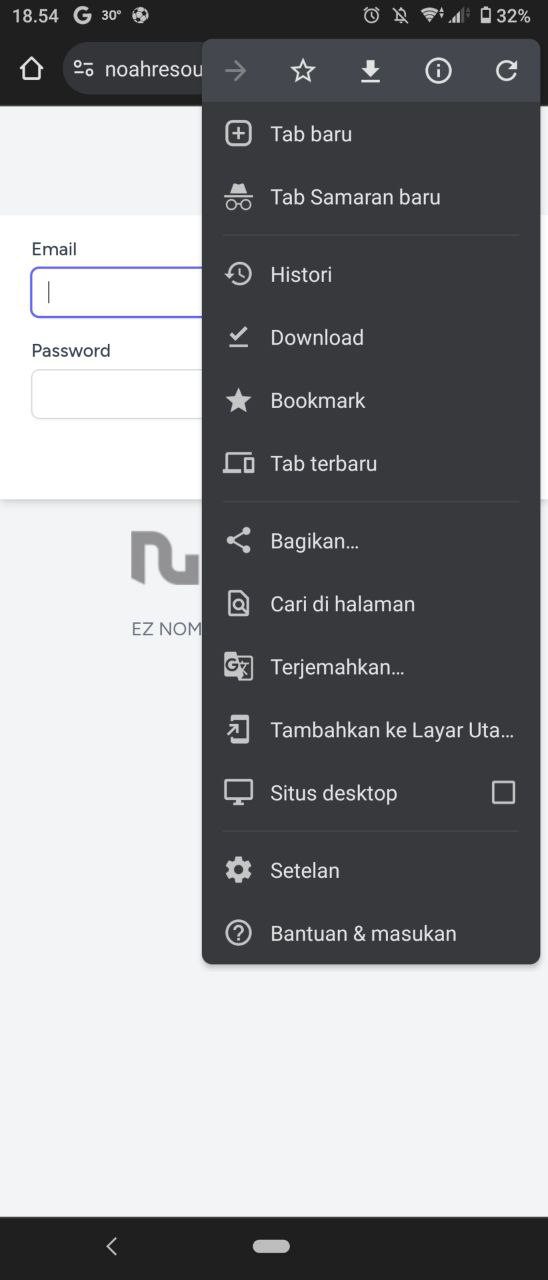 18.54 G 30° 32%
noahresou
Tab baru
Tab Samaran baru
Email
Histori
Download
Password
Bookmark
Tab terbaru
Bagikan...
Cari di halaman
EZ NOM
Terjemahkan...
Tambahkan ke Layar Uta...
Situs desktop
Setelan
Bantuan & masukan